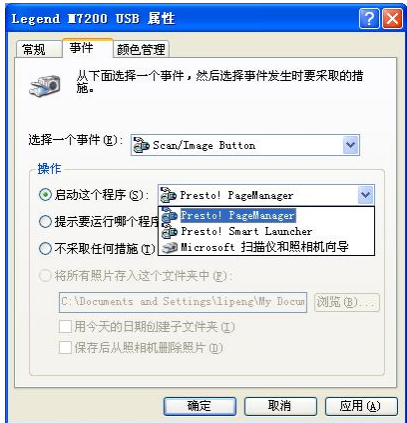 Legend M7200 USB 属性
常规 事件 颜色管理
从下面选择一个事件，然后选择事件发生时要采取的措
施。
选择一个事件(E): Scan/Image Button
操作
启动这个程序(S): Presto! PageManager
Presto! PageManager
提示要运行哪个程序
Presto! Smart Launcher
不采取任何措施(T)
Microsoft 扫描仪和照相机向导
将所有照片存入这个文件夹中(F):
C:\Documents and Settings\lipeng\My Docum 浏览(B)...
用今天的日期创建子文件夹(I)
保存后从照相机删除照片(D)
确定 取消 应用(A)